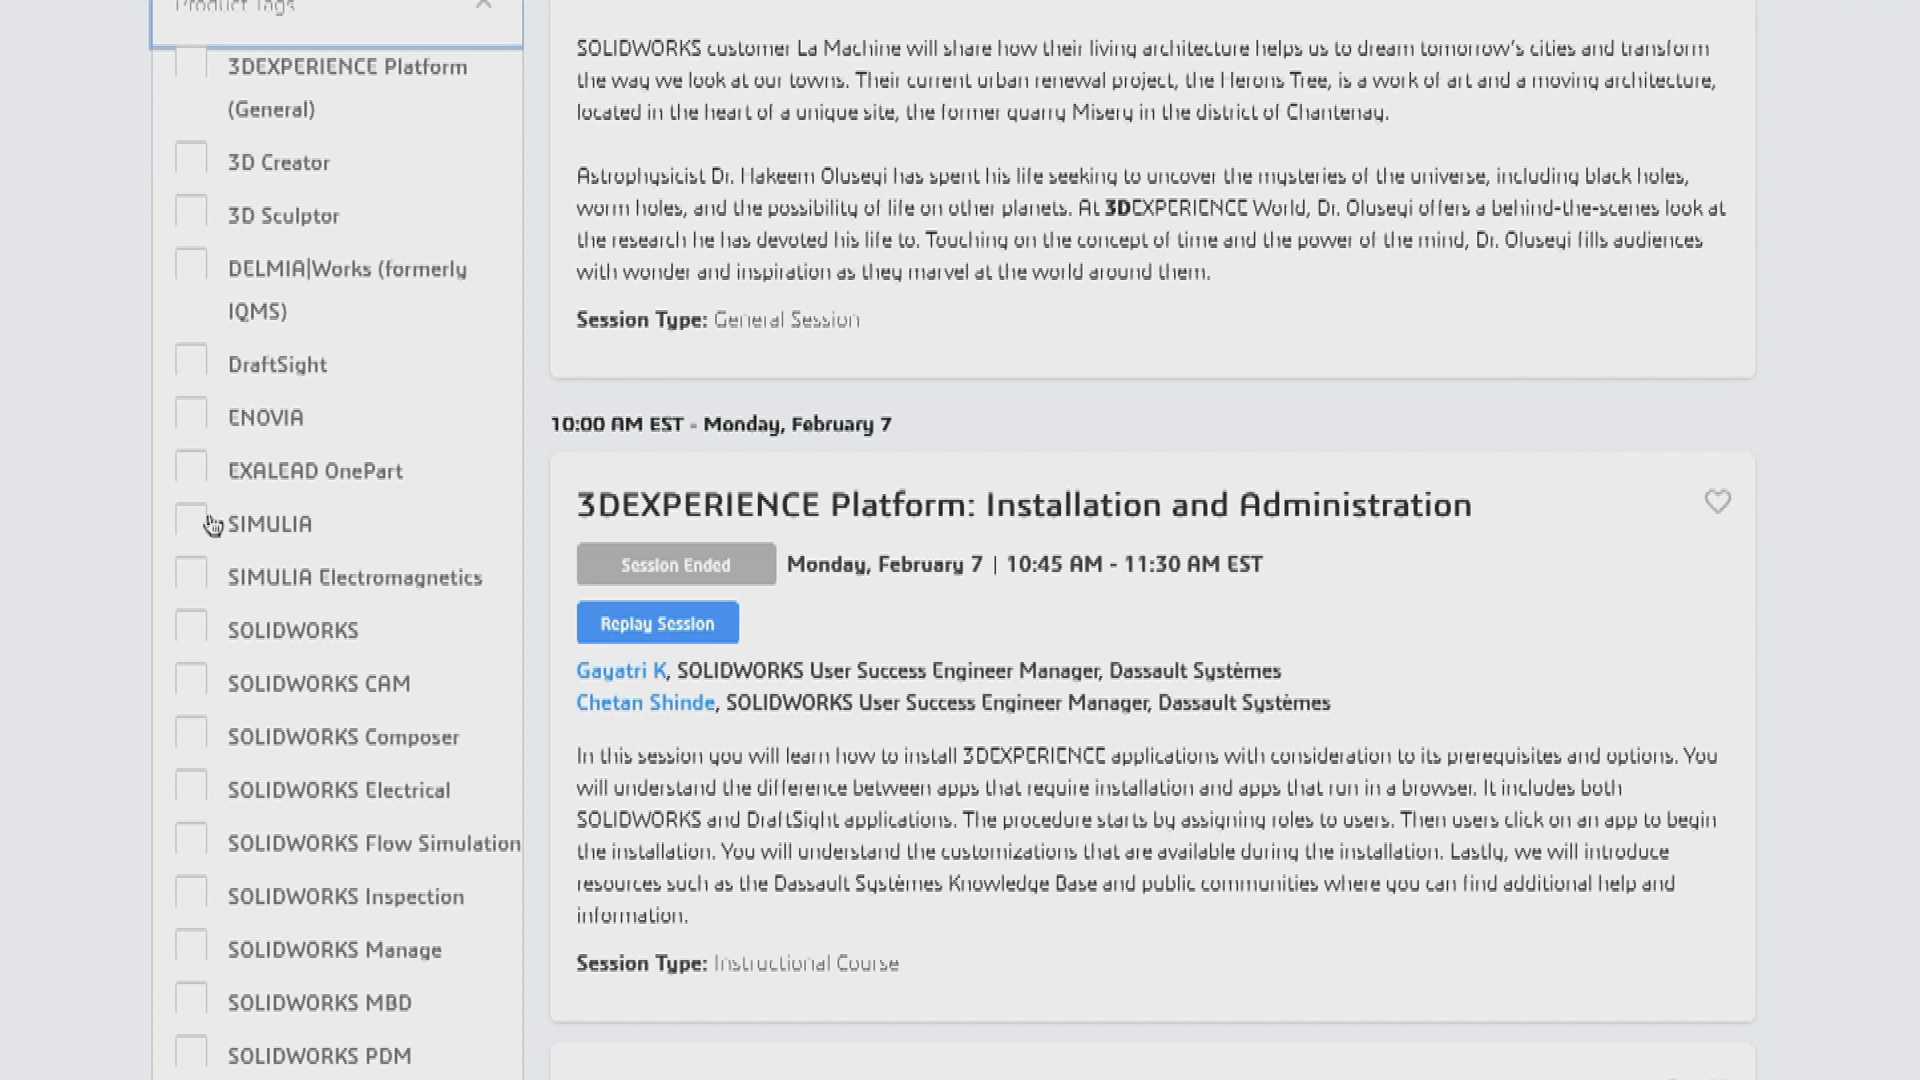 Product Tags
3DEXPERIENCE Platform
(General)
3D Creator
3D Sculptor
DELMIA|Works (formerly
IQMS)
DraftSight
ENOVIA
EXALEAD OnePart
SIMULIA
SIMULIA Electromagnetics
SOLIDWORKS
SOLIDWORKS CAM
SOLIDWORKS Composer
SOLIDWORKS Electrical
SOLIDWORKS Flow Simulation
SOLIDWORKS Inspection
SOLIDWORKS Manage
SOLIDWORKS MBD
SOLIDWORKS PDM
SOLIDWORKS customer La Machine will share how their living architecture helps us to dream tomorrow's cities and transform
the way we look at our towns. Their current urban renewal project, the Herons Tree, is a work of art and a moving architecture,
located in the heart of a unique site, the former quarry Misery in the district of Chantenay.
Astrophysicist Dr. Hakeem Oluseyi has spent his life seeking to uncover the mysteries of the universe, including black holes,
worm holes, and the possibility of life on other planets. At 3DEXPERIENCE World, Dr. Oluseyi offers a behind-the-scenes look at
the research he has devoted his life to. Touching on the concept of time and the power of the mind, Dr. Oluseyi fills audiences
with wonder and inspiration as they marvel at the world around them.
Session Type: General Session
10:00 AM EST - Monday, February 7
3DEXPERIENCE Platform: Installation and Administration
Session Ended Monday, February 7 | 10:45 AM - 11:30 AM EST
Replay Session
Gayatri K, SOLIDWORKS User Success Engineer Manager, Dassault Systèmes
Chetan Shinde, SOLIDWORKS User Success Engineer Manager, Dassault Systèmes
In this session you will learn how to install 3DEXPERIENCE applications with consideration to its prerequisites and options. You
will understand the difference between apps that require installation and apps that run in a browser. It includes both
SOLIDWORKS and DraftSight applications. The procedure starts by assigning roles to users. Then users click on an app to begin
the installation. You will understand the customizations that are available during the installation. Lastly, we will introduce
resources such as the Dassault Systèmes Knowledge Base and public communities where you can find additional help and
information.
Session Type: Instructional Course